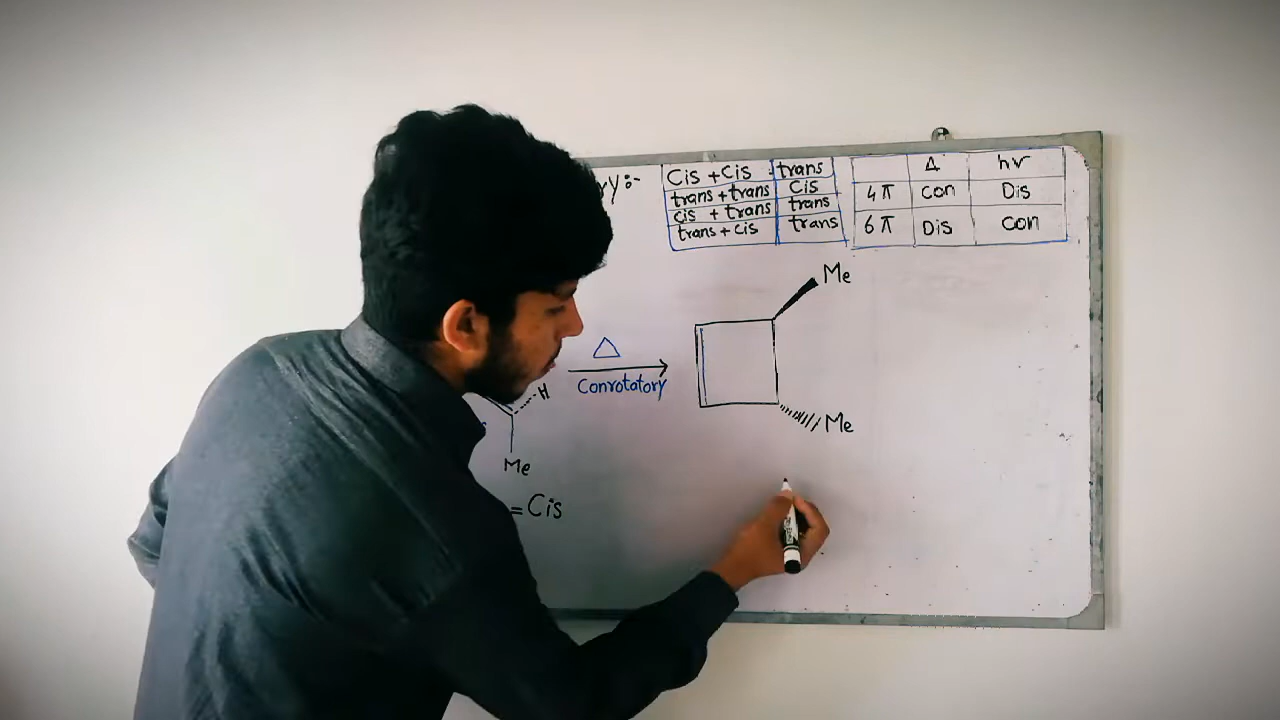 Cis + Cis trans
trans + trans Cis
cis + trans trans
trans + cis trans
Δ hν
4π con Dis
6π Dis con
Me
Δ
Conrotatory
H
Me
Me
= Cis